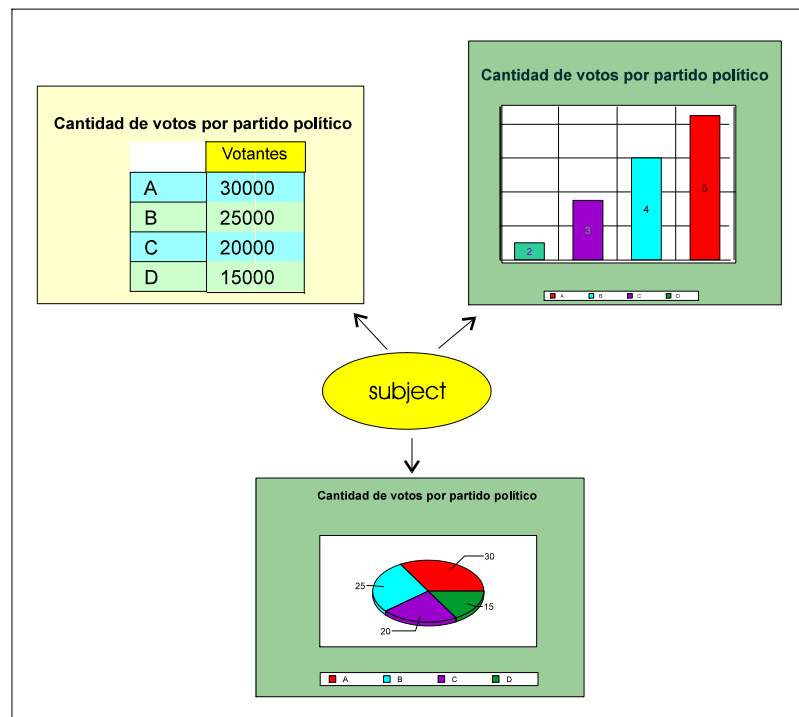 Cantidad de votos por partido político
Votantes
A 30000
B 25000
C 20000
D 15000
Cantidad de votos por partido político
2 3 4 5
A B C D
subject
Cantidad de votos por partido político
30
25
15
20
A B C D